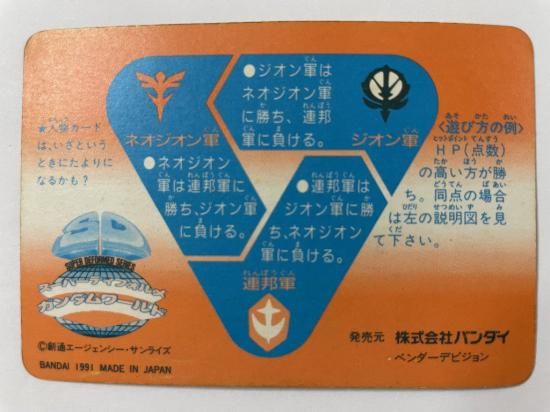 ●ジオン軍は
ネオジオン軍
に勝ち、連邦
軍に負ける。
ネオジオン軍
ジオン軍
★人物カード
は、いざという
ときにたよりに
なるかも?
●ネオジオン
軍は連邦軍に
勝ち、ジオン軍
に負ける。
●連邦軍は
ジオン軍に勝
ち、ネオジオン
軍に負ける。
連邦軍
〈遊び方の例〉
HP(点数)
の高い方が勝
ち。同点の場合
は左の説明図を見
て下さい。
SUPER DEFORMED SERIES
スーパーディフォルメ
ガンダムワールド
©創通エージェンシー・サンライズ
BANDAI 1991 MADE IN JAPAN
発売元 株式会社バンダイ
ベンダーデビジョン